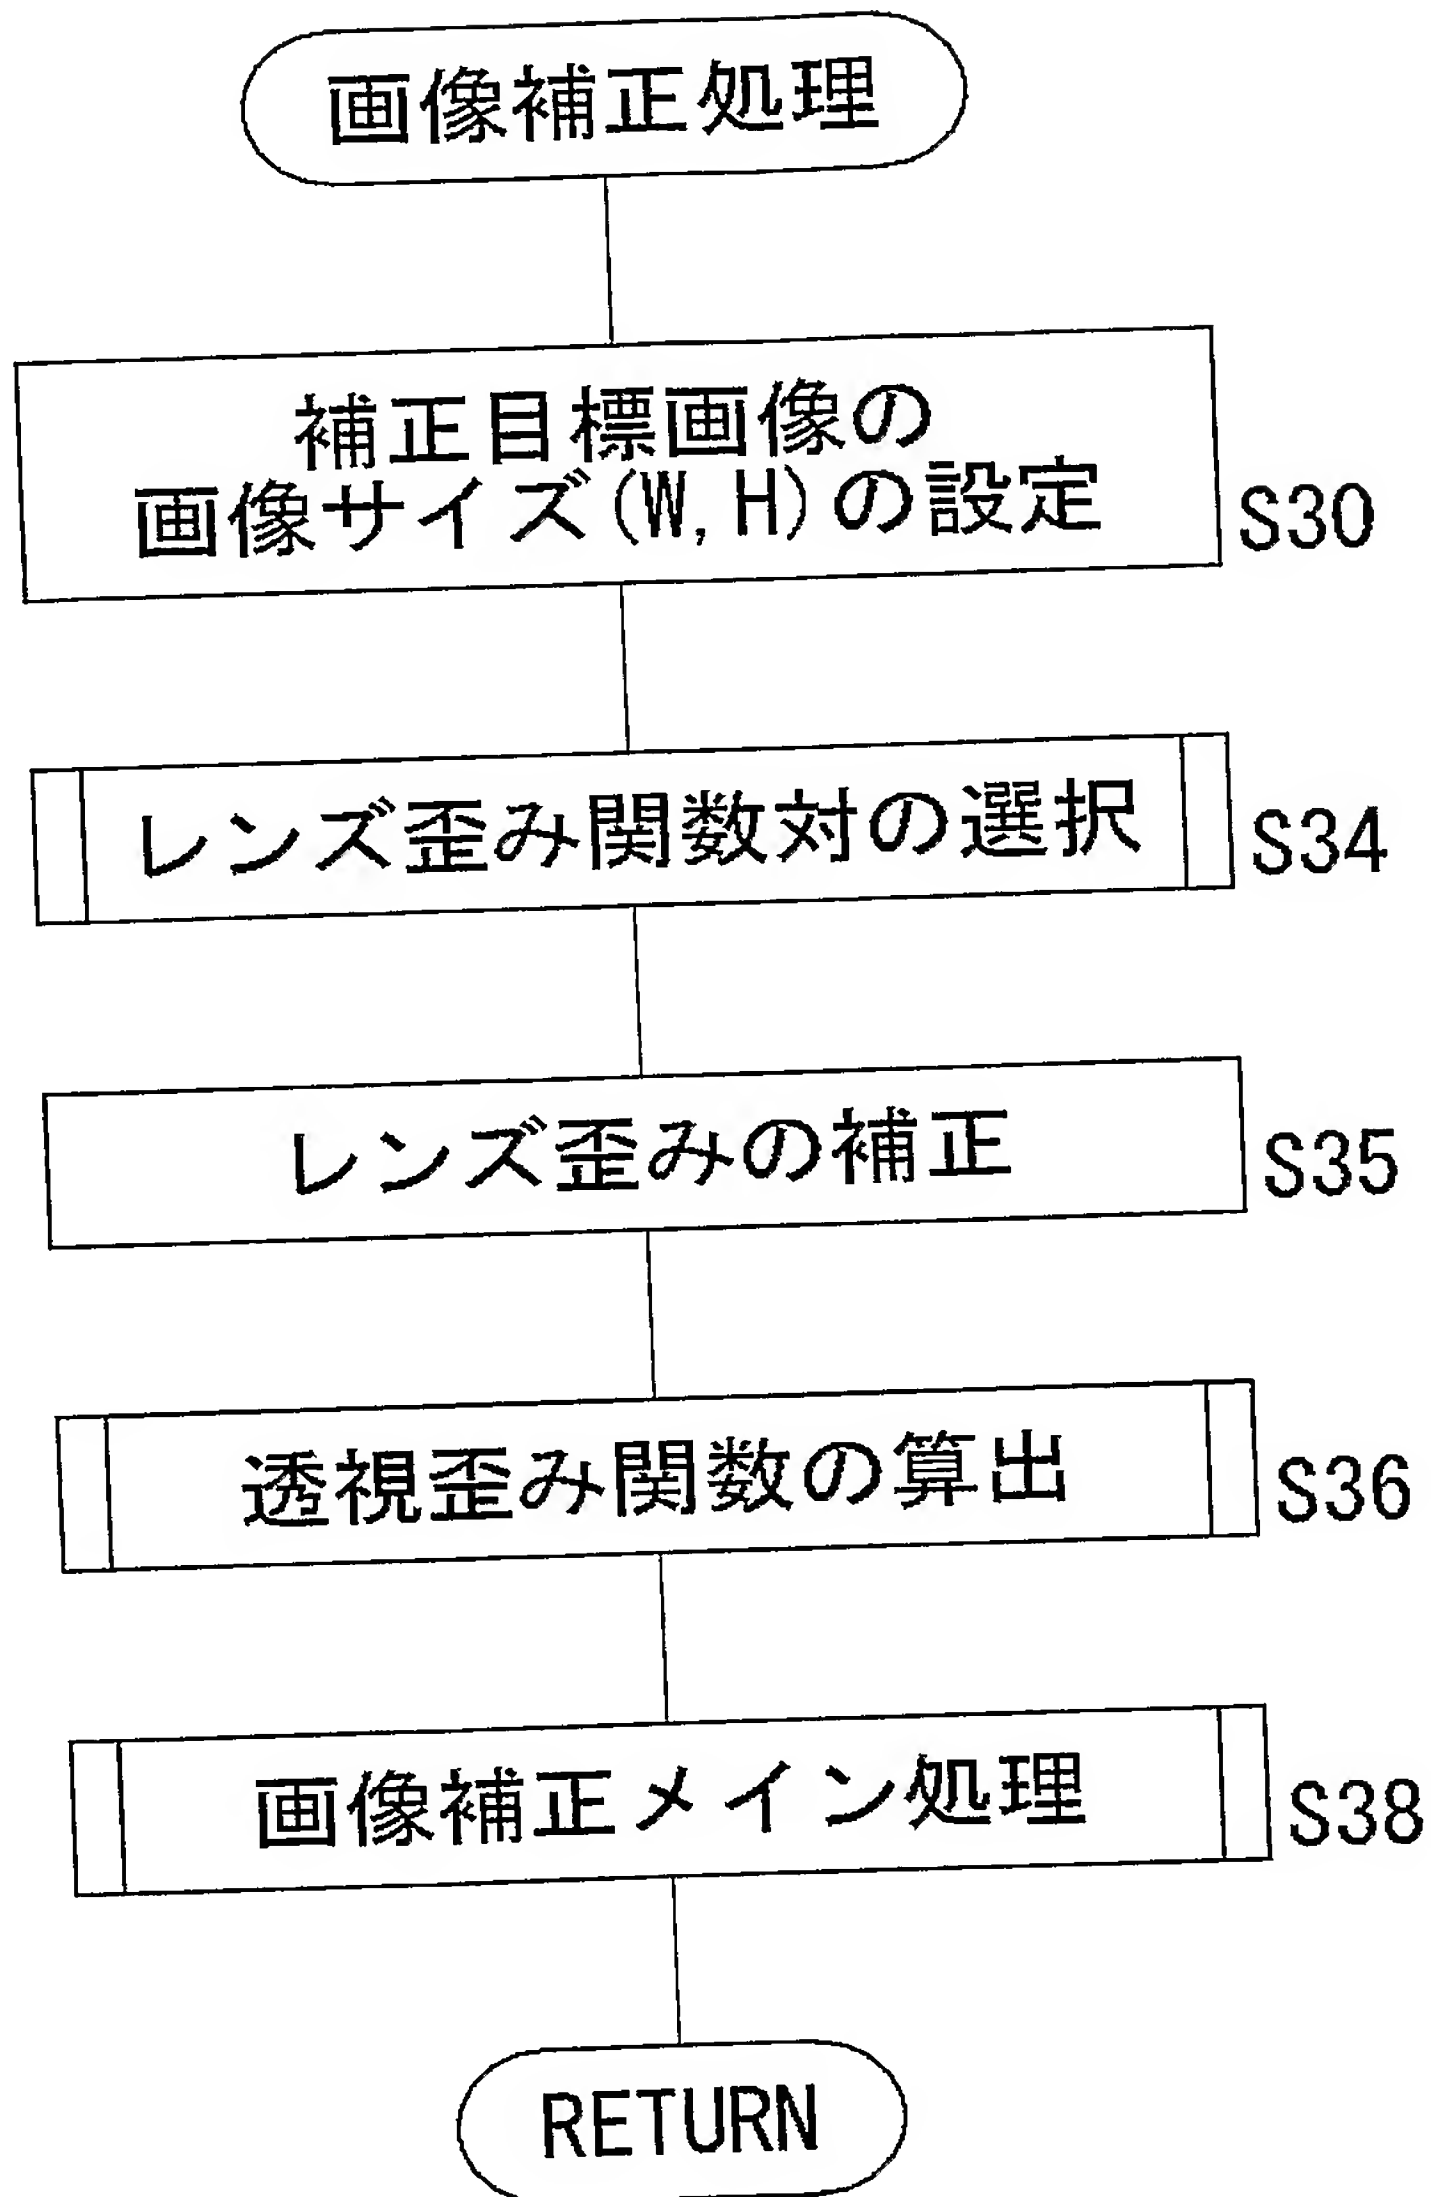 画像補正処理
補正目標画像の
画像サイズ(W, H)の設定
S30
レンズ歪み関数対の選択
S34
レンズ歪みの補正
S35
透視歪み関数の算出
S36
画像補正メイン処理
S38
RETURN